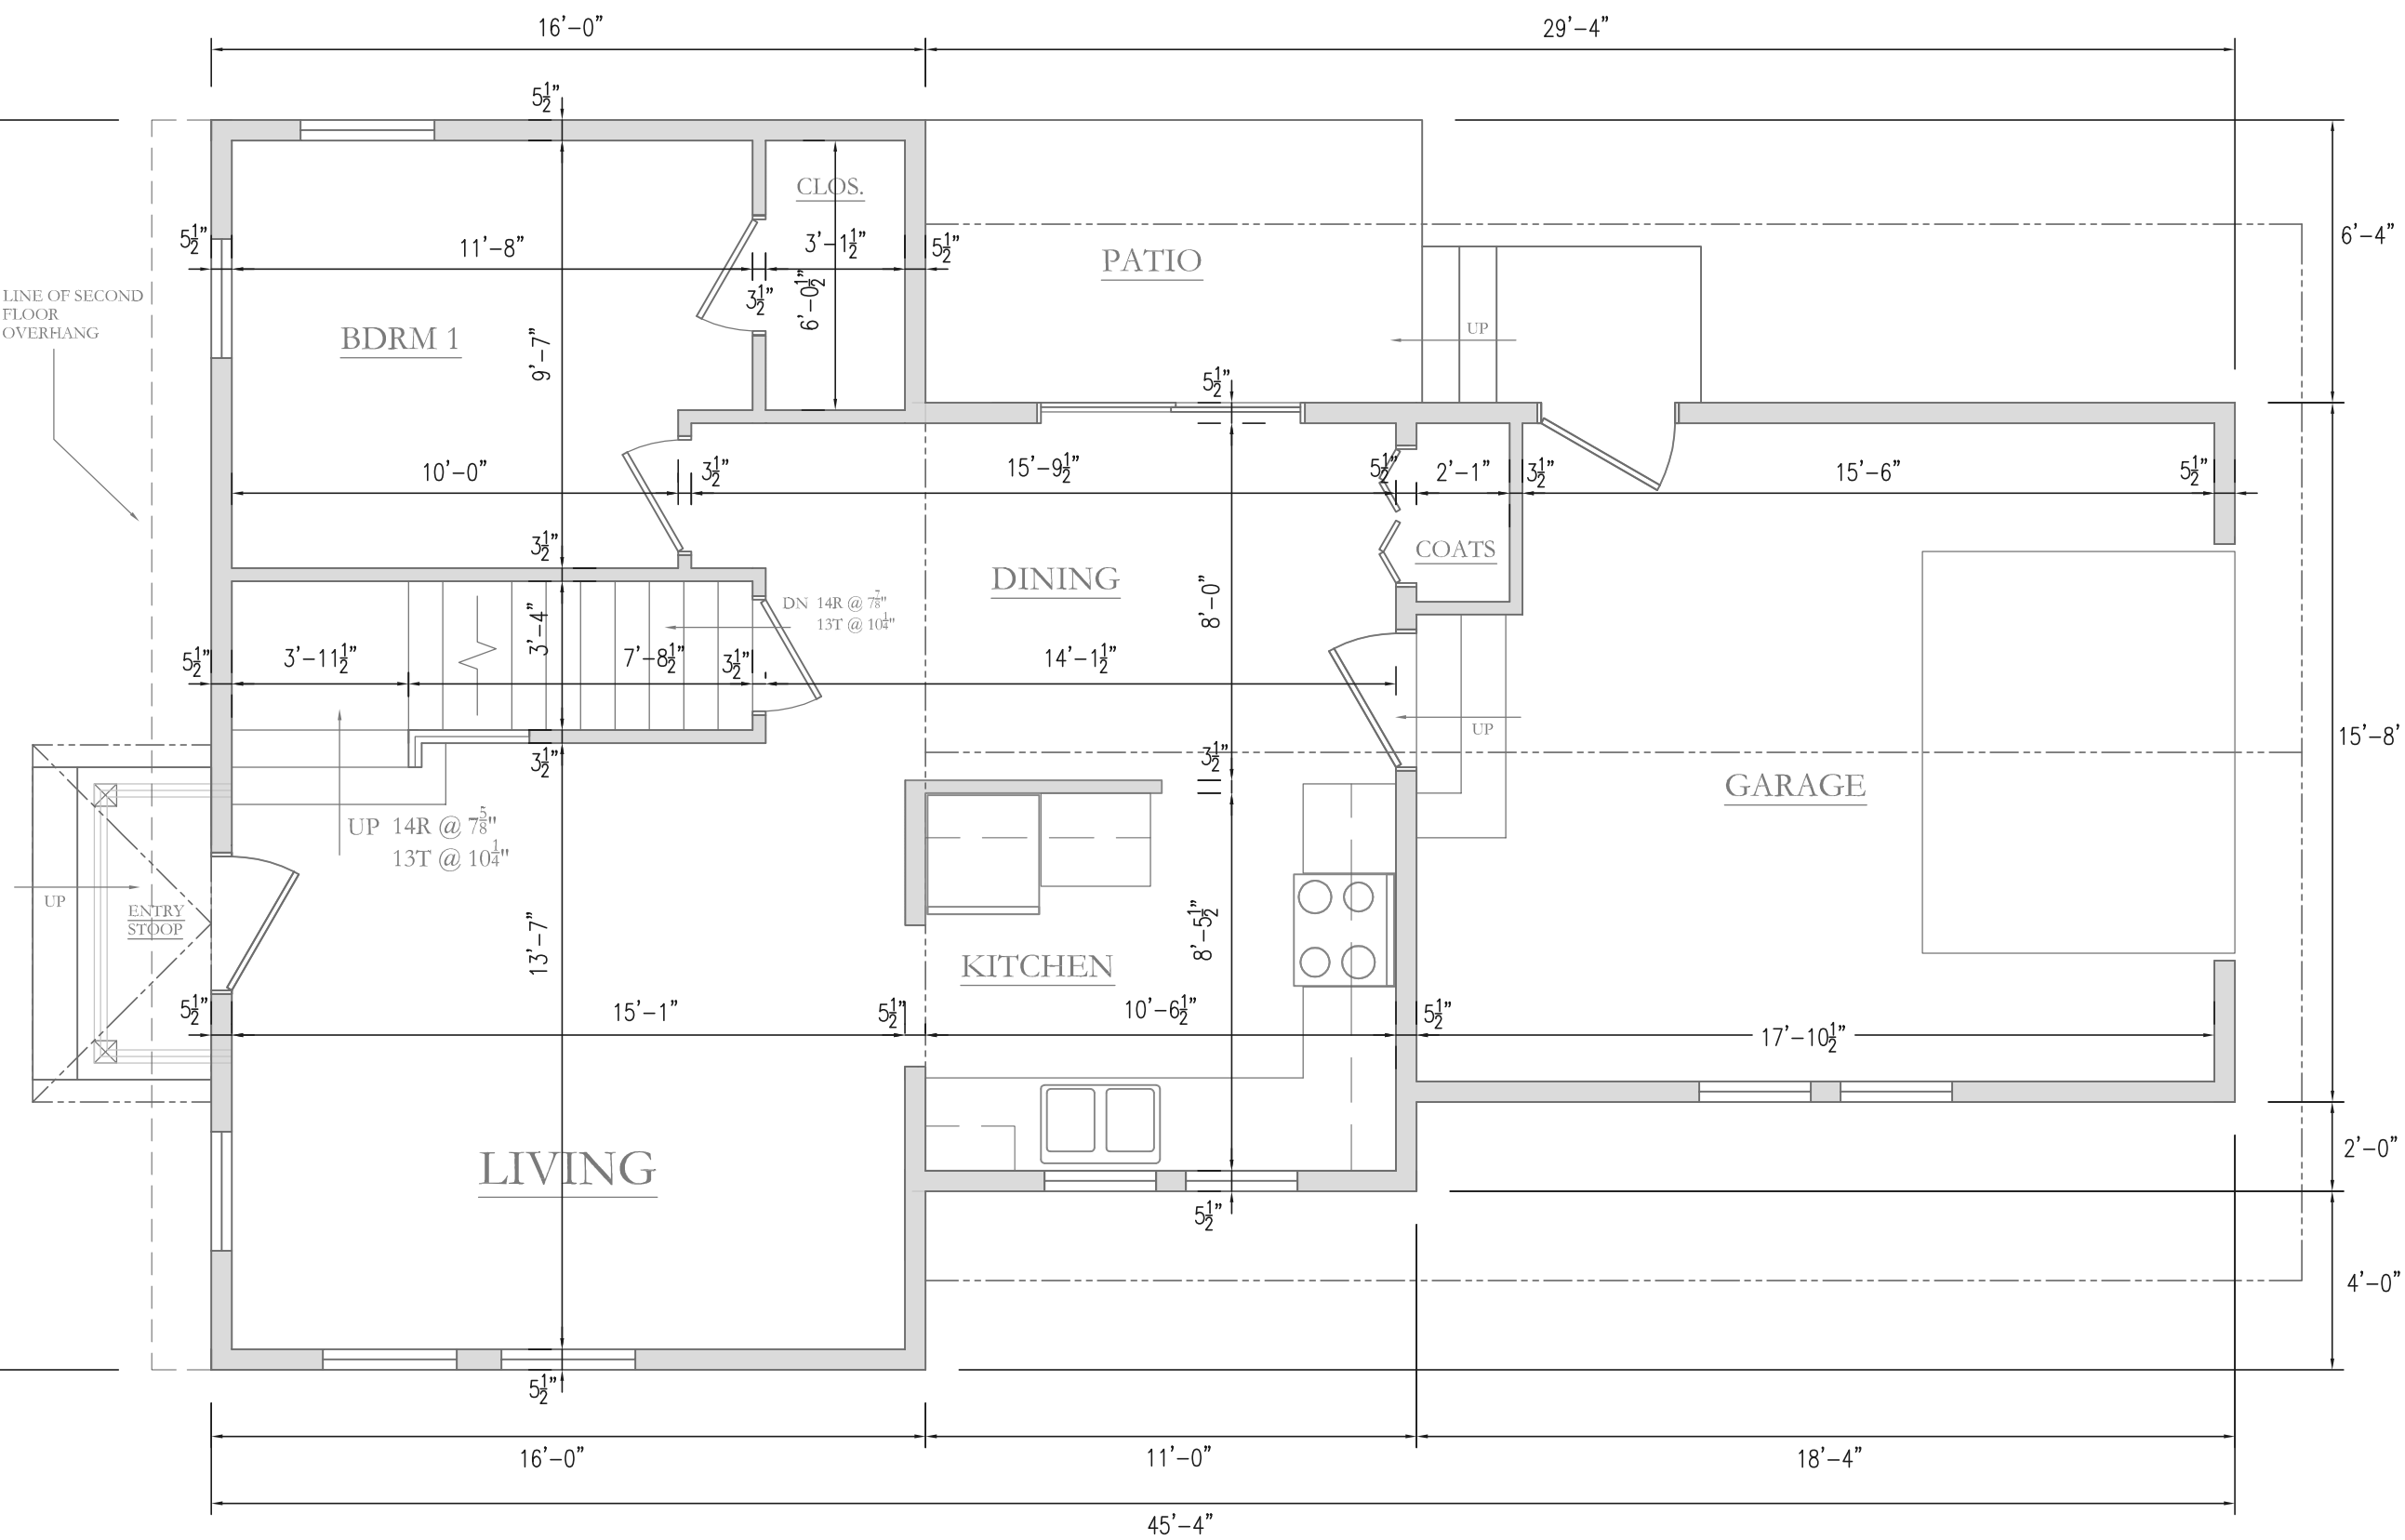 16'-0"
29'-4"
5½"
CLOS.
5½"
11'-8"
3'-1½"
5½"
6'-4"
PATIO
3½"
6'-0½"
LINE OF SECOND
FLOOR
OVERHANG
BDRM 1
9'-7"
UP
5½"
10'-0"
3½"
15'-9½"
5½"
2'-1"
3½"
15'-6"
5½"
3½"
COATS
DINING
8'-0"
DN 14R @ 7⅞"
13T @ 10¼"
3'-4"
5½"
3'-11½"
7'-8½"
3½"
14'-1½"
UP
15'-8'
3½"
3½"
GARAGE
UP 14R @ 7⅝"
13T @ 10¼"
UP
ENTRY
STOOP
13'-7"
8'-5½"
KITCHEN
5½"
15'-1"
5½"
10'-6½"
5½"
17'-10½"
2'-0"
LIVING
5½"
4'-0"
5½"
16'-0"
11'-0"
18'-4"
45'-4"